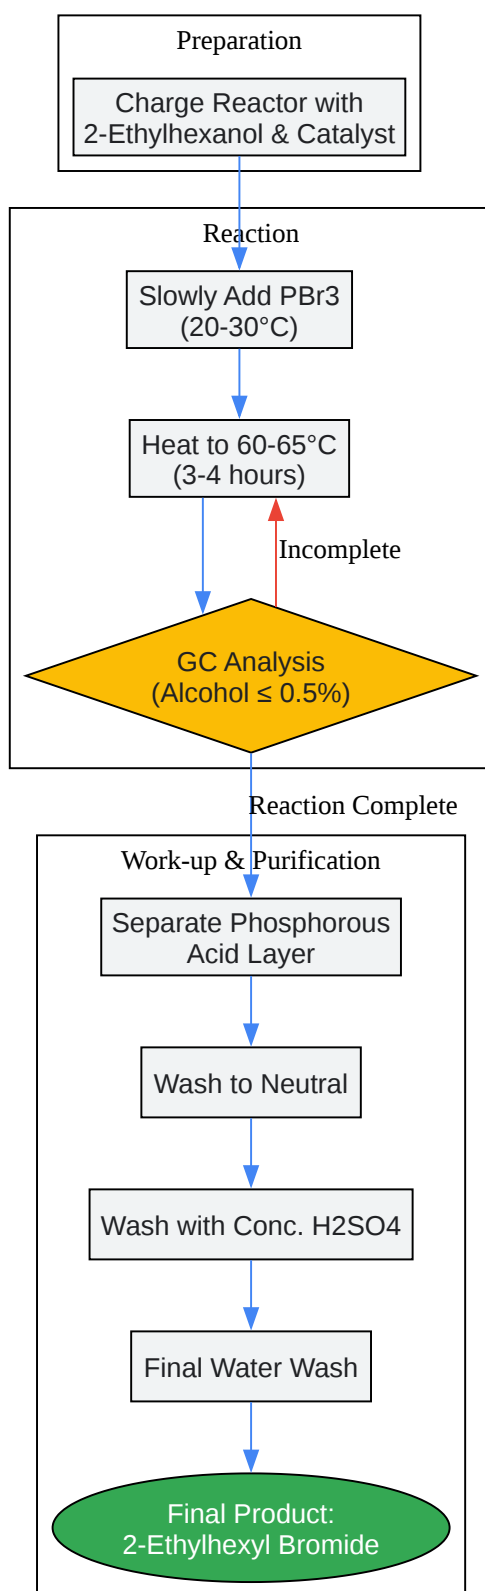 Preparation
Charge Reactor with
2-Ethylhexanol & Catalyst
Reaction
Slowly Add PBr3
(20-30°C)
Heat to 60-65°C
(3-4 hours)
Incomplete
GC Analysis
(Alcohol ≤ 0.5%)
Reaction Complete
Work-up & Purification
Separate Phosphorous
Acid Layer
Wash to Neutral
Wash with Conc. H2SO4
Final Water Wash
Final Product:
2-Ethylhexyl Bromide